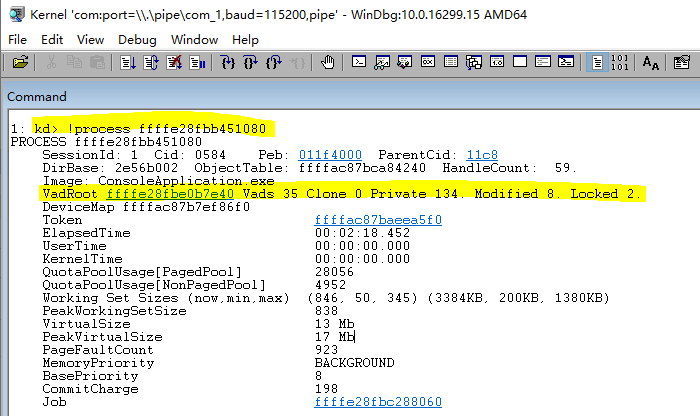 Kernel 'com:port=\\.\pipe\com_1,baud=115200,pipe' - WinDbg:10.0.16299.15 AMD64
File Edit View Debug Window Help
Command
1: kd> !process ffffe28fbb451080
PROCESS ffffe28fbb451080
SessionId: 1 Cid: 0584 Peb: 011f4000 ParentCid: 11c8
DirBase: 2e56b002 ObjectTable: ffffac87bca84240 HandleCount: 59.
Image: ConsoleApplication.exe
VadRoot ffffe28fbe0b7e40 Vads 35 Clone 0 Private 134. Modified 8. Locked 2.
DeviceMap ffffac87b7ef86f0
Token ffffac87baeea5f0
ElapsedTime 00:02:18.452
UserTime 00:00:00.000
KernelTime 00:00:00.000
QuotaPoolUsage[PagedPool] 28056
QuotaPoolUsage[NonPagedPool] 4952
Working Set Sizes (now,min,max) (846, 50, 345) (3384KB, 200KB, 1380KB)
PeakWorkingSetSize 838
VirtualSize 13 Mb
PeakVirtualSize 17 Mb
PageFaultCount 923
MemoryPriority BACKGROUND
BasePriority 8
CommitCharge 198
Job ffffe28fbc288060